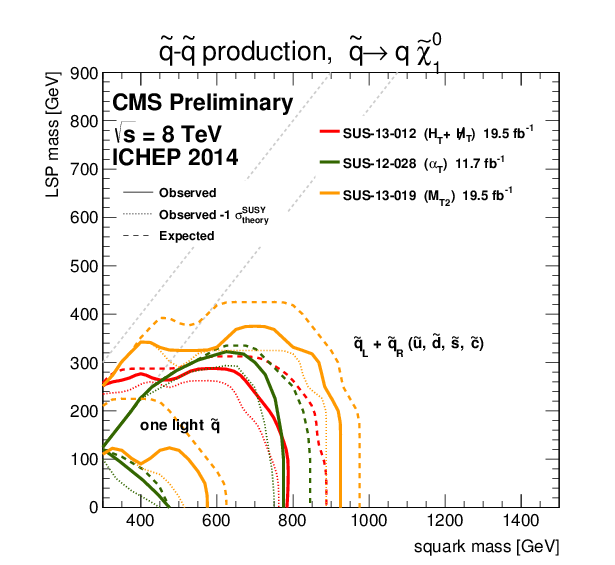 q̃-q̃ production, q̃→ q χ̃⁰₁
LSP mass [GeV]
900
800
700
600
500
400
300
200
100
0
CMS Preliminary
√s = 8 TeV
ICHEP 2014
Observed
Observed -1 σ^SUSY_theory
Expected
SUS-13-012 (H_T + H̸_T) 19.5 fb⁻¹
SUS-12-028 (α_T) 11.7 fb⁻¹
SUS-13-019 (M_T2) 19.5 fb⁻¹
q̃_L + q̃_R (ũ, d̃, s̃, c̃)
one light q̃
400 600 800 1000 1200 1400
squark mass [GeV]